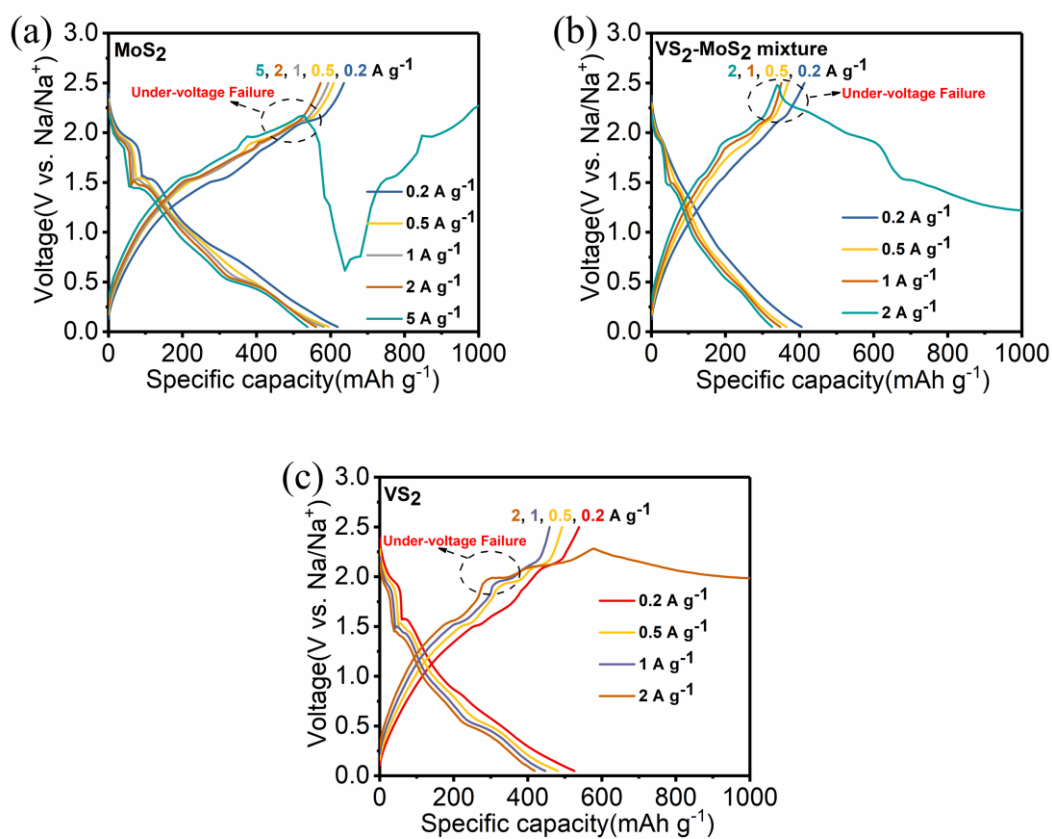 (a)
MoS2
5, 2, 1, 0.5, 0.2 A g-1
Under-voltage Failure
0.2 A g-1
0.5 A g-1
1 A g-1
2 A g-1
5 A g-1
Voltage(V vs. Na/Na+)
3.0
2.5
2.0
1.5
1.0
0.5
0.0
0 200 400 600 800 1000
Specific capacity(mAh g-1)
(b)
VS2-MoS2 mixture
2, 1, 0.5, 0.2 A g-1
Under-voltage Failure
0.2 A g-1
0.5 A g-1
1 A g-1
2 A g-1
Voltage(V vs. Na/Na+)
3.0
2.5
2.0
1.5
1.0
0.5
0.0
0 200 400 600 800 1000
Specific capacity(mAh g-1)
(c)
VS2
2, 1, 0.5, 0.2 A g-1
Under-voltage Failure
0.2 A g-1
0.5 A g-1
1 A g-1
2 A g-1
Voltage(V vs. Na/Na+)
3.0
2.5
2.0
1.5
1.0
0.5
0.0
0 200 400 600 800 1000
Specific capacity(mAh g-1)